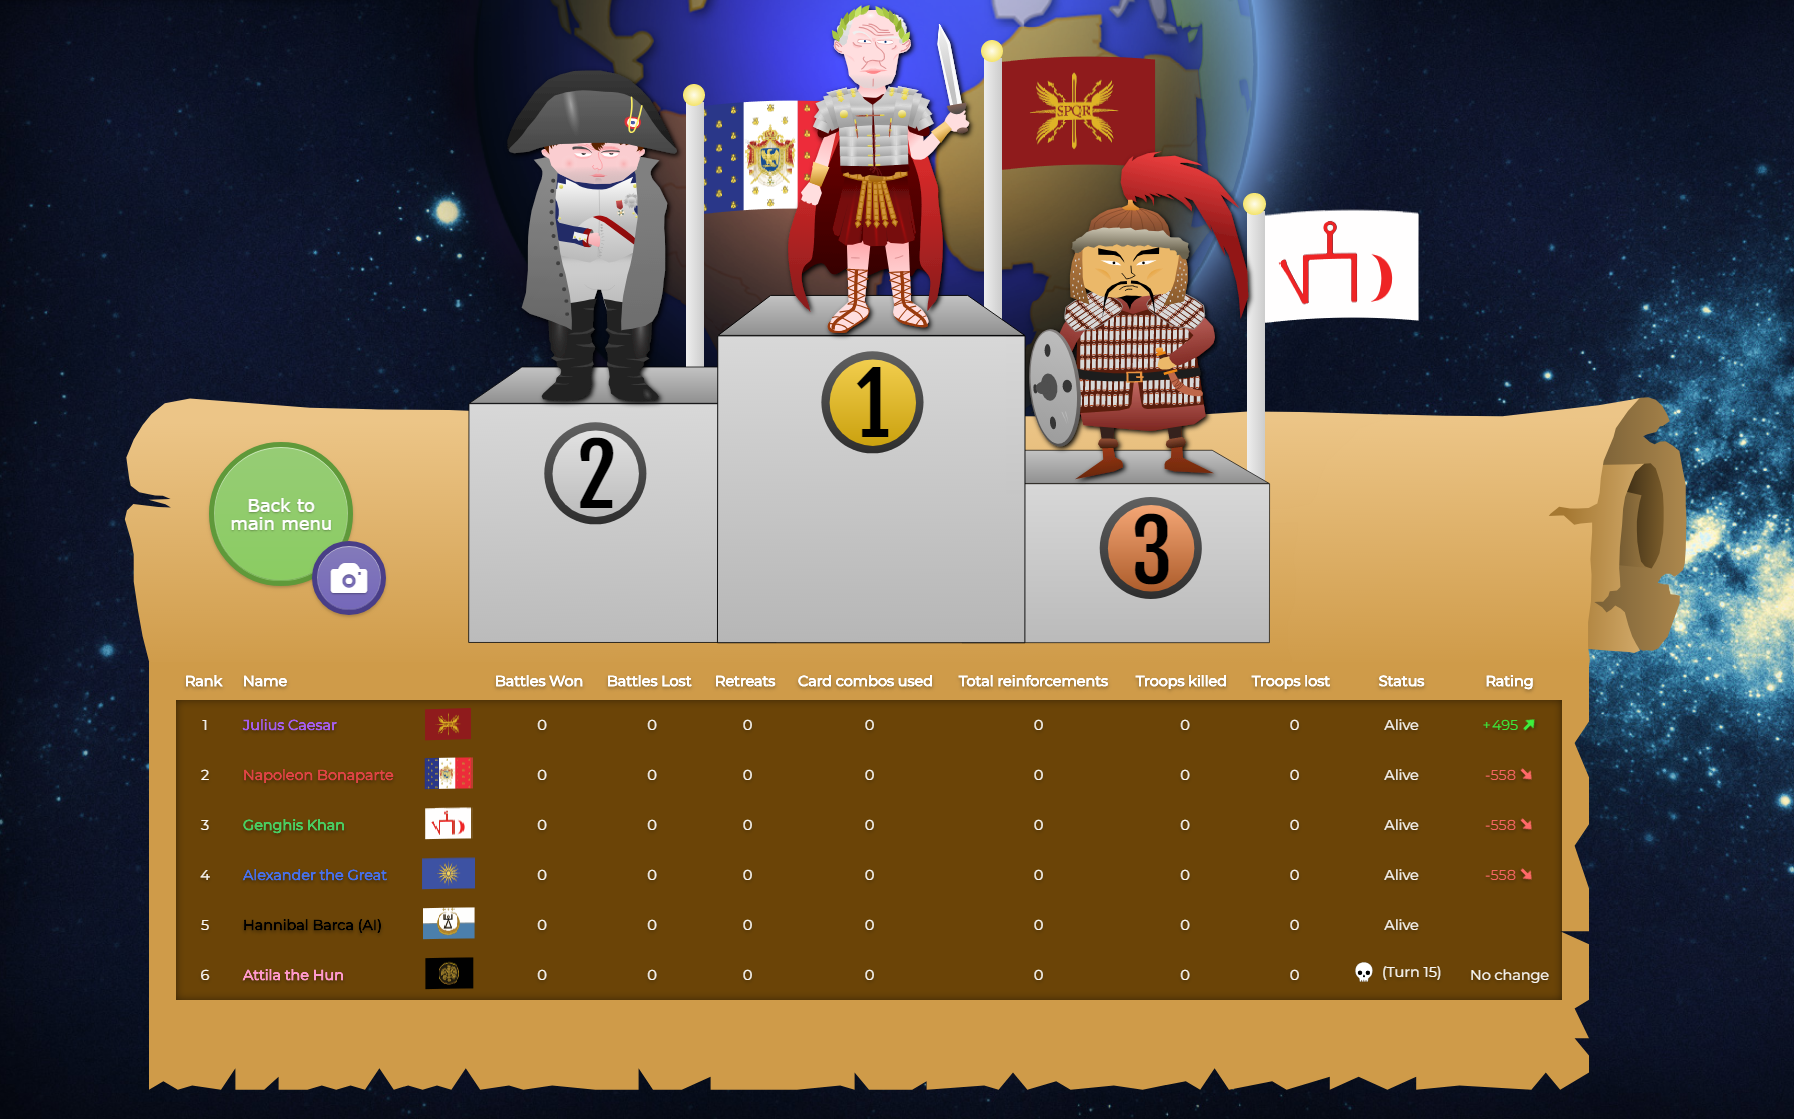 SPQR
1
2
3
Back to
main menu
Rank Name Battles Won Battles Lost Retreats Card combos used Total reinforcements Troops killed Troops lost Status Rating
1 Julius Caesar 0 0 0 0 0 0 0 Alive +495
2 Napoleon Bonaparte 0 0 0 0 0 0 0 Alive -558
3 Genghis Khan 0 0 0 0 0 0 0 Alive -558
4 Alexander the Great 0 0 0 0 0 0 0 Alive -558
5 Hannibal Barca (AI) 0 0 0 0 0 0 0 Alive
6 Attila the Hun 0 0 0 0 0 0 0 (Turn 15) No change